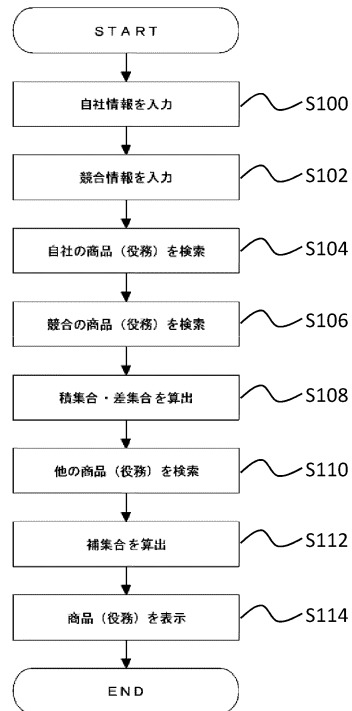 START
自社情報を入力
S100
競合情報を入力
S102
自社の商品（役務）を検索
S104
競合の商品（役務）を検索
S106
積集合・差集合を算出
S108
他の商品（役務）を検索
S110
補集合を算出
S112
商品（役務）を表示
S114
END